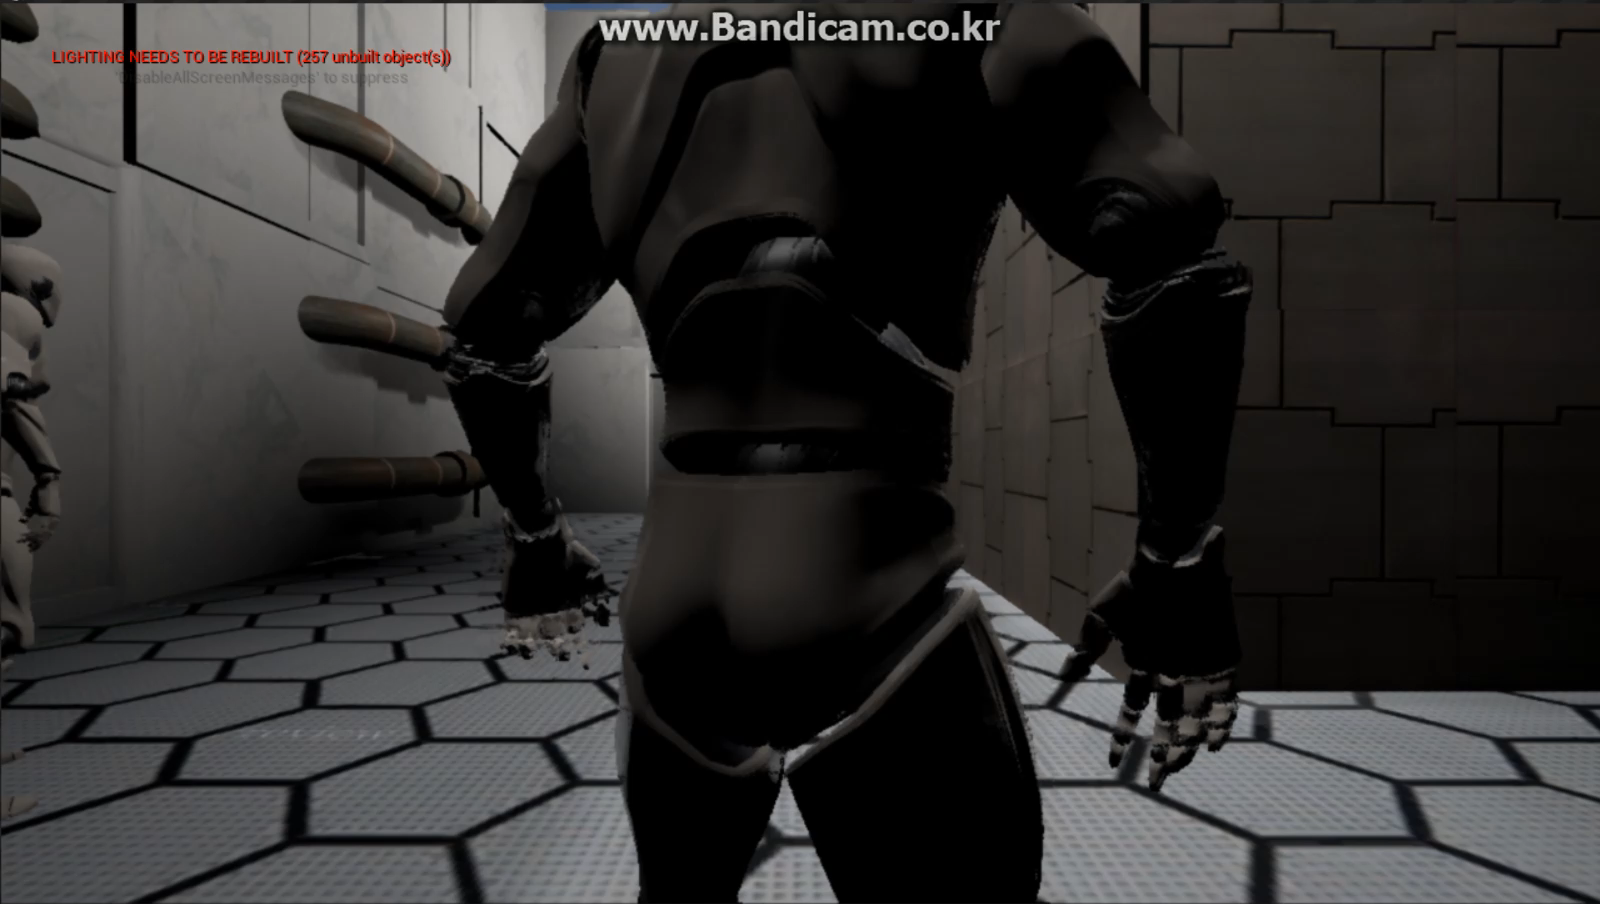 www.Bandicam.co.kr
LIGHTING NEEDS TO BE REBUILT (257 unbuilt object(s))
'DisableAllScreenMessages' to suppress